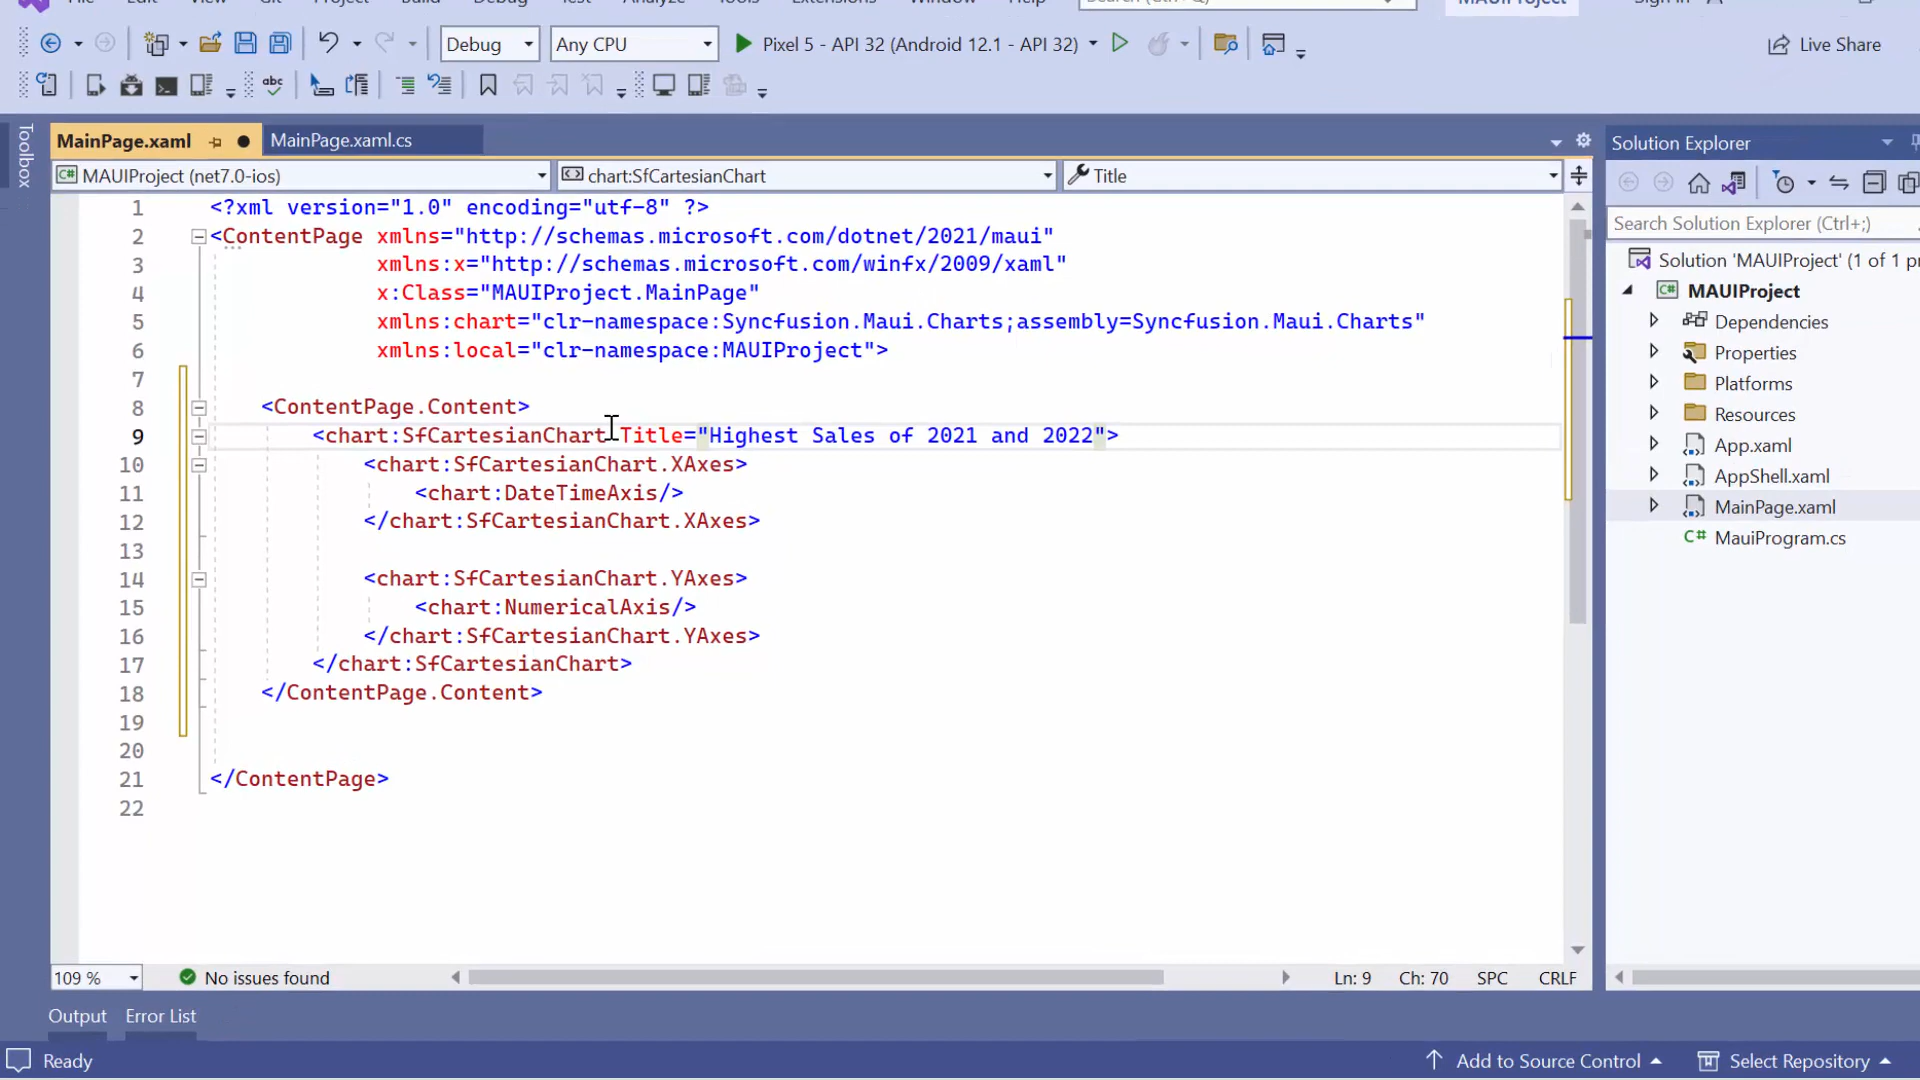 Debug
Any CPU
Pixel 5 - API 32 (Android 12.1 - API 32)
Live Share
abc
Toolbox
MainPage.xaml
MainPage.xaml.cs
MAUIProject (net7.0-ios)
chart:SfCartesianChart
Title
1 <?xml version="1.0" encoding="utf-8" ?>
2 <ContentPage xmlns="http://schemas.microsoft.com/dotnet/2021/maui"
3 xmlns:x="http://schemas.microsoft.com/winfx/2009/xaml"
4 x:Class="MAUIProject.MainPage"
5 xmlns:chart="clr-namespace:Syncfusion.Maui.Charts;assembly=Syncfusion.Maui.Charts"
6 xmlns:local="clr-namespace:MAUIProject">
7
8 <ContentPage.Content>
9 <chart:SfCartesianChart Title="Highest Sales of 2021 and 2022">
10 <chart:SfCartesianChart.XAxes>
11 <chart:DateTimeAxis/>
12 </chart:SfCartesianChart.XAxes>
13
14 <chart:SfCartesianChart.YAxes>
15 <chart:NumericalAxis/>
16 </chart:SfCartesianChart.YAxes>
17 </chart:SfCartesianChart>
18 </ContentPage.Content>
19
20
21 </ContentPage>
22
109 %
No issues found
Ln: 9
Ch: 70
SPC
CRLF
Solution Explorer
Search Solution Explorer (Ctrl+;)
Solution 'MAUIProject' (1 of 1 pr
MAUIProject
Dependencies
Properties
Platforms
Resources
App.xaml
AppShell.xaml
MainPage.xaml
C# MauiProgram.cs
Output
Error List
Ready
Add to Source Control
Select Repository